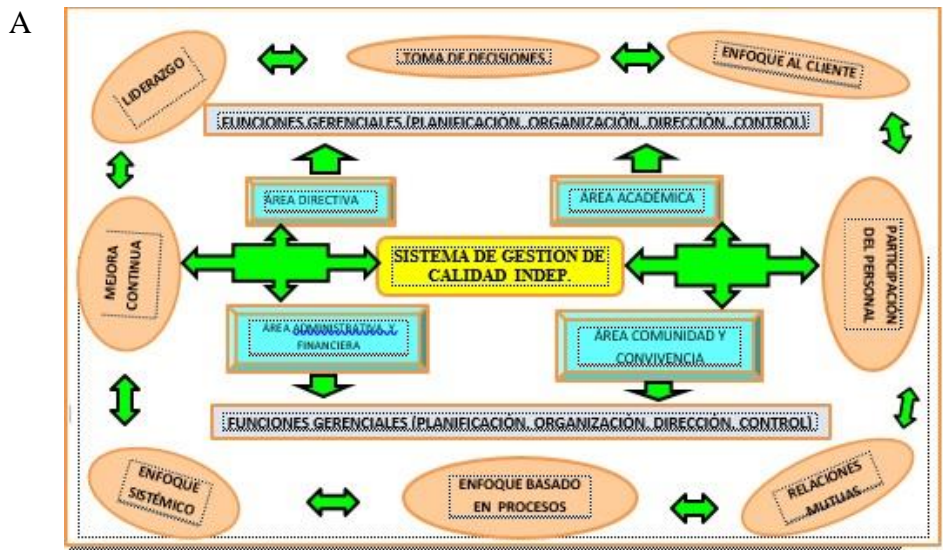 A
LIDERAZGO
TOMA DE DECISIONES
ENFOQUE AL CLIENTE
FUNCIONES GERENCIALES (PLANIFICACIÓN, ORGANIZACIÓN, DIRECCIÓN, CONTROL)
ÁREA DIRECTIVA
ÁREA ACADÉMICA
MEJORA
CONTINUA
SISTEMA DE GESTION DE
CALIDAD INDEP.
PARTICIPACIÓN
DEL PERSONAL
ÁREA ADMINISTRATIVA Y
FINANCIERA
ÁREA COMUNIDAD Y
CONVIVENCIA
FUNCIONES GERENCIALES (PLANIFICACIÓN, ORGANIZACIÓN, DIRECCIÓN, CONTROL)
ENFOQUE
SISTÉMICO
ENFOQUE BASADO
EN PROCESOS
RELACIONES
MUTUAS